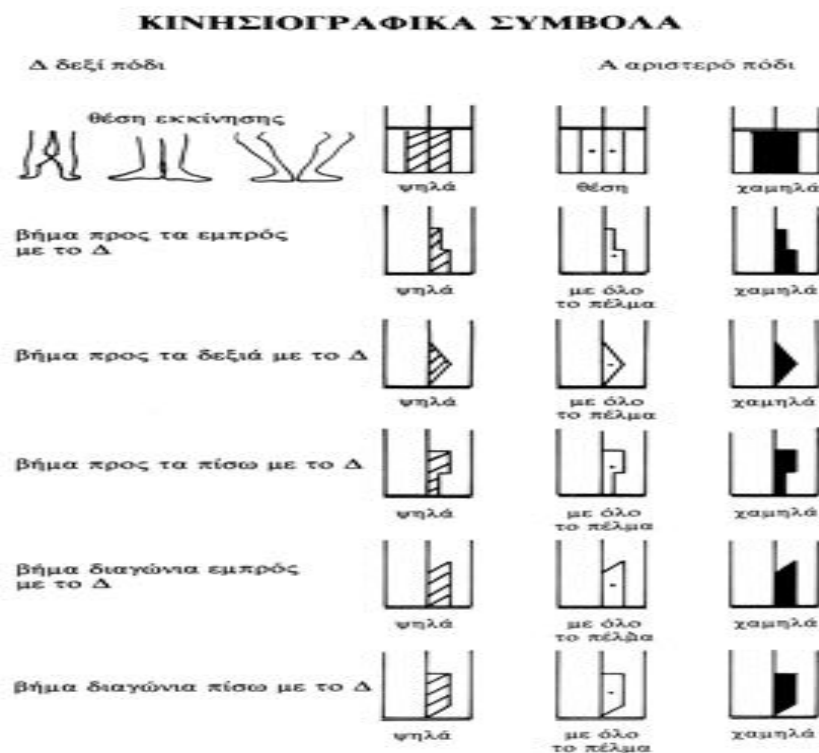 ΚΙΝΗΣΙΟΓΡΑΦΙΚΑ ΣΥΜΒΟΛΑ
Δ δεξί πόδι
Α αριστερό πόδι
θέση εκκίνησης
ψηλά
θέση
χαμηλά
βήμα προς τα εμπρός
με το Δ
ψηλά
με όλο
το πέλμα
χαμηλά
βήμα προς τα δεξιά με το Δ
ψηλά
με όλο
το πέλμα
χαμηλά
βήμα προς τα πίσω με το Δ
ψηλά
με όλο
το πέλμα
χαμηλά
βήμα διαγώνια εμπρός
με το Δ
ψηλά
με όλο
το πέλμα
χαμηλά
βήμα διαγώνια πίσω με το Δ
ψηλά
με όλο
το πέλμα
χαμηλά